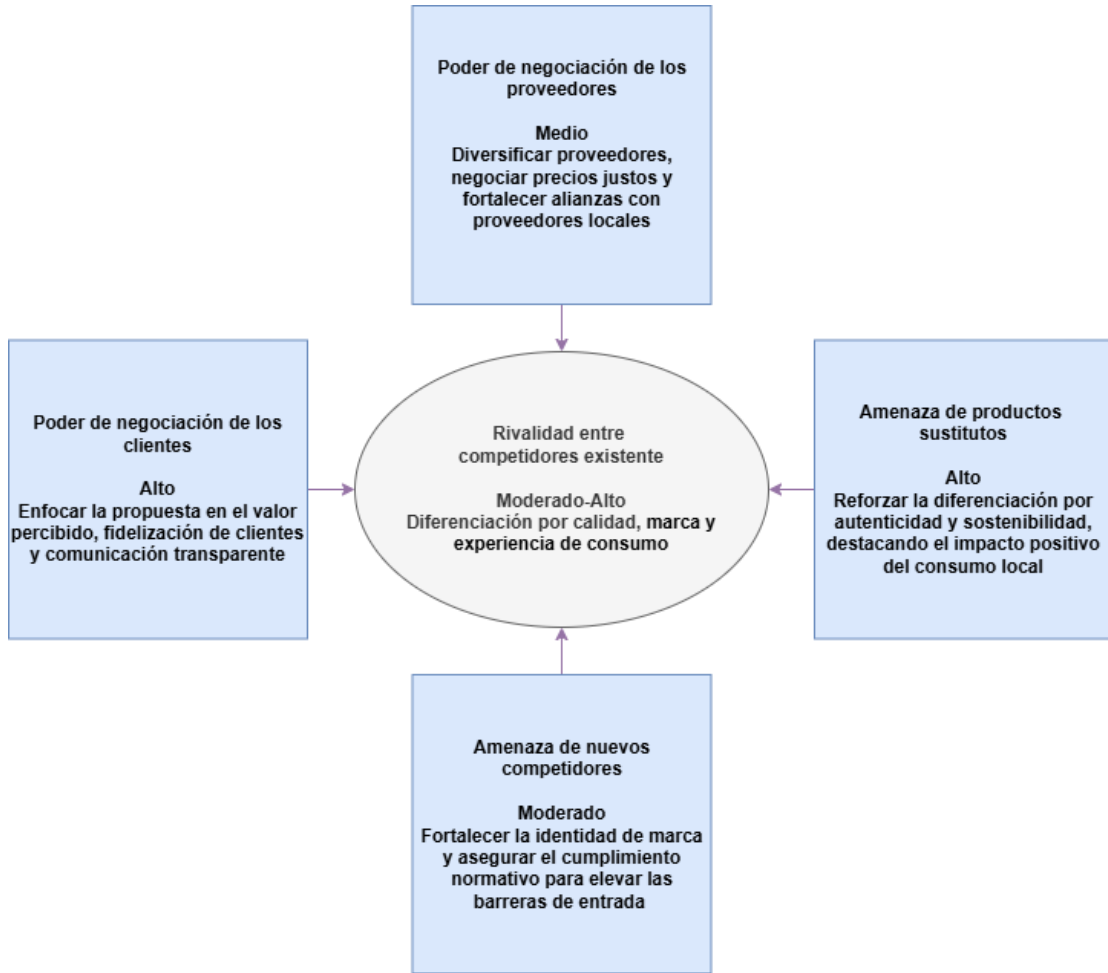 Poder de negociación de los
proveedores
Medio
Diversificar proveedores,
negociar precios justos y
fortalecer alianzas con
proveedores locales
Poder de negociación de los
clientes
Alto
Enfocar la propuesta en el valor
percibido, fidelización de clientes
y comunicación transparente
Rivalidad entre
competidores existente
Moderado-Alto
Diferenciación por calidad, marca y
experiencia de consumo
Amenaza de productos
sustitutos
Alto
Reforzar la diferenciación por
autenticidad y sostenibilidad,
destacando el impacto positivo
del consumo local
Amenaza de nuevos
competidores
Moderado
Fortalecer la identidad de marca
y asegurar el cumplimiento
normativo para elevar las
barreras de entrada